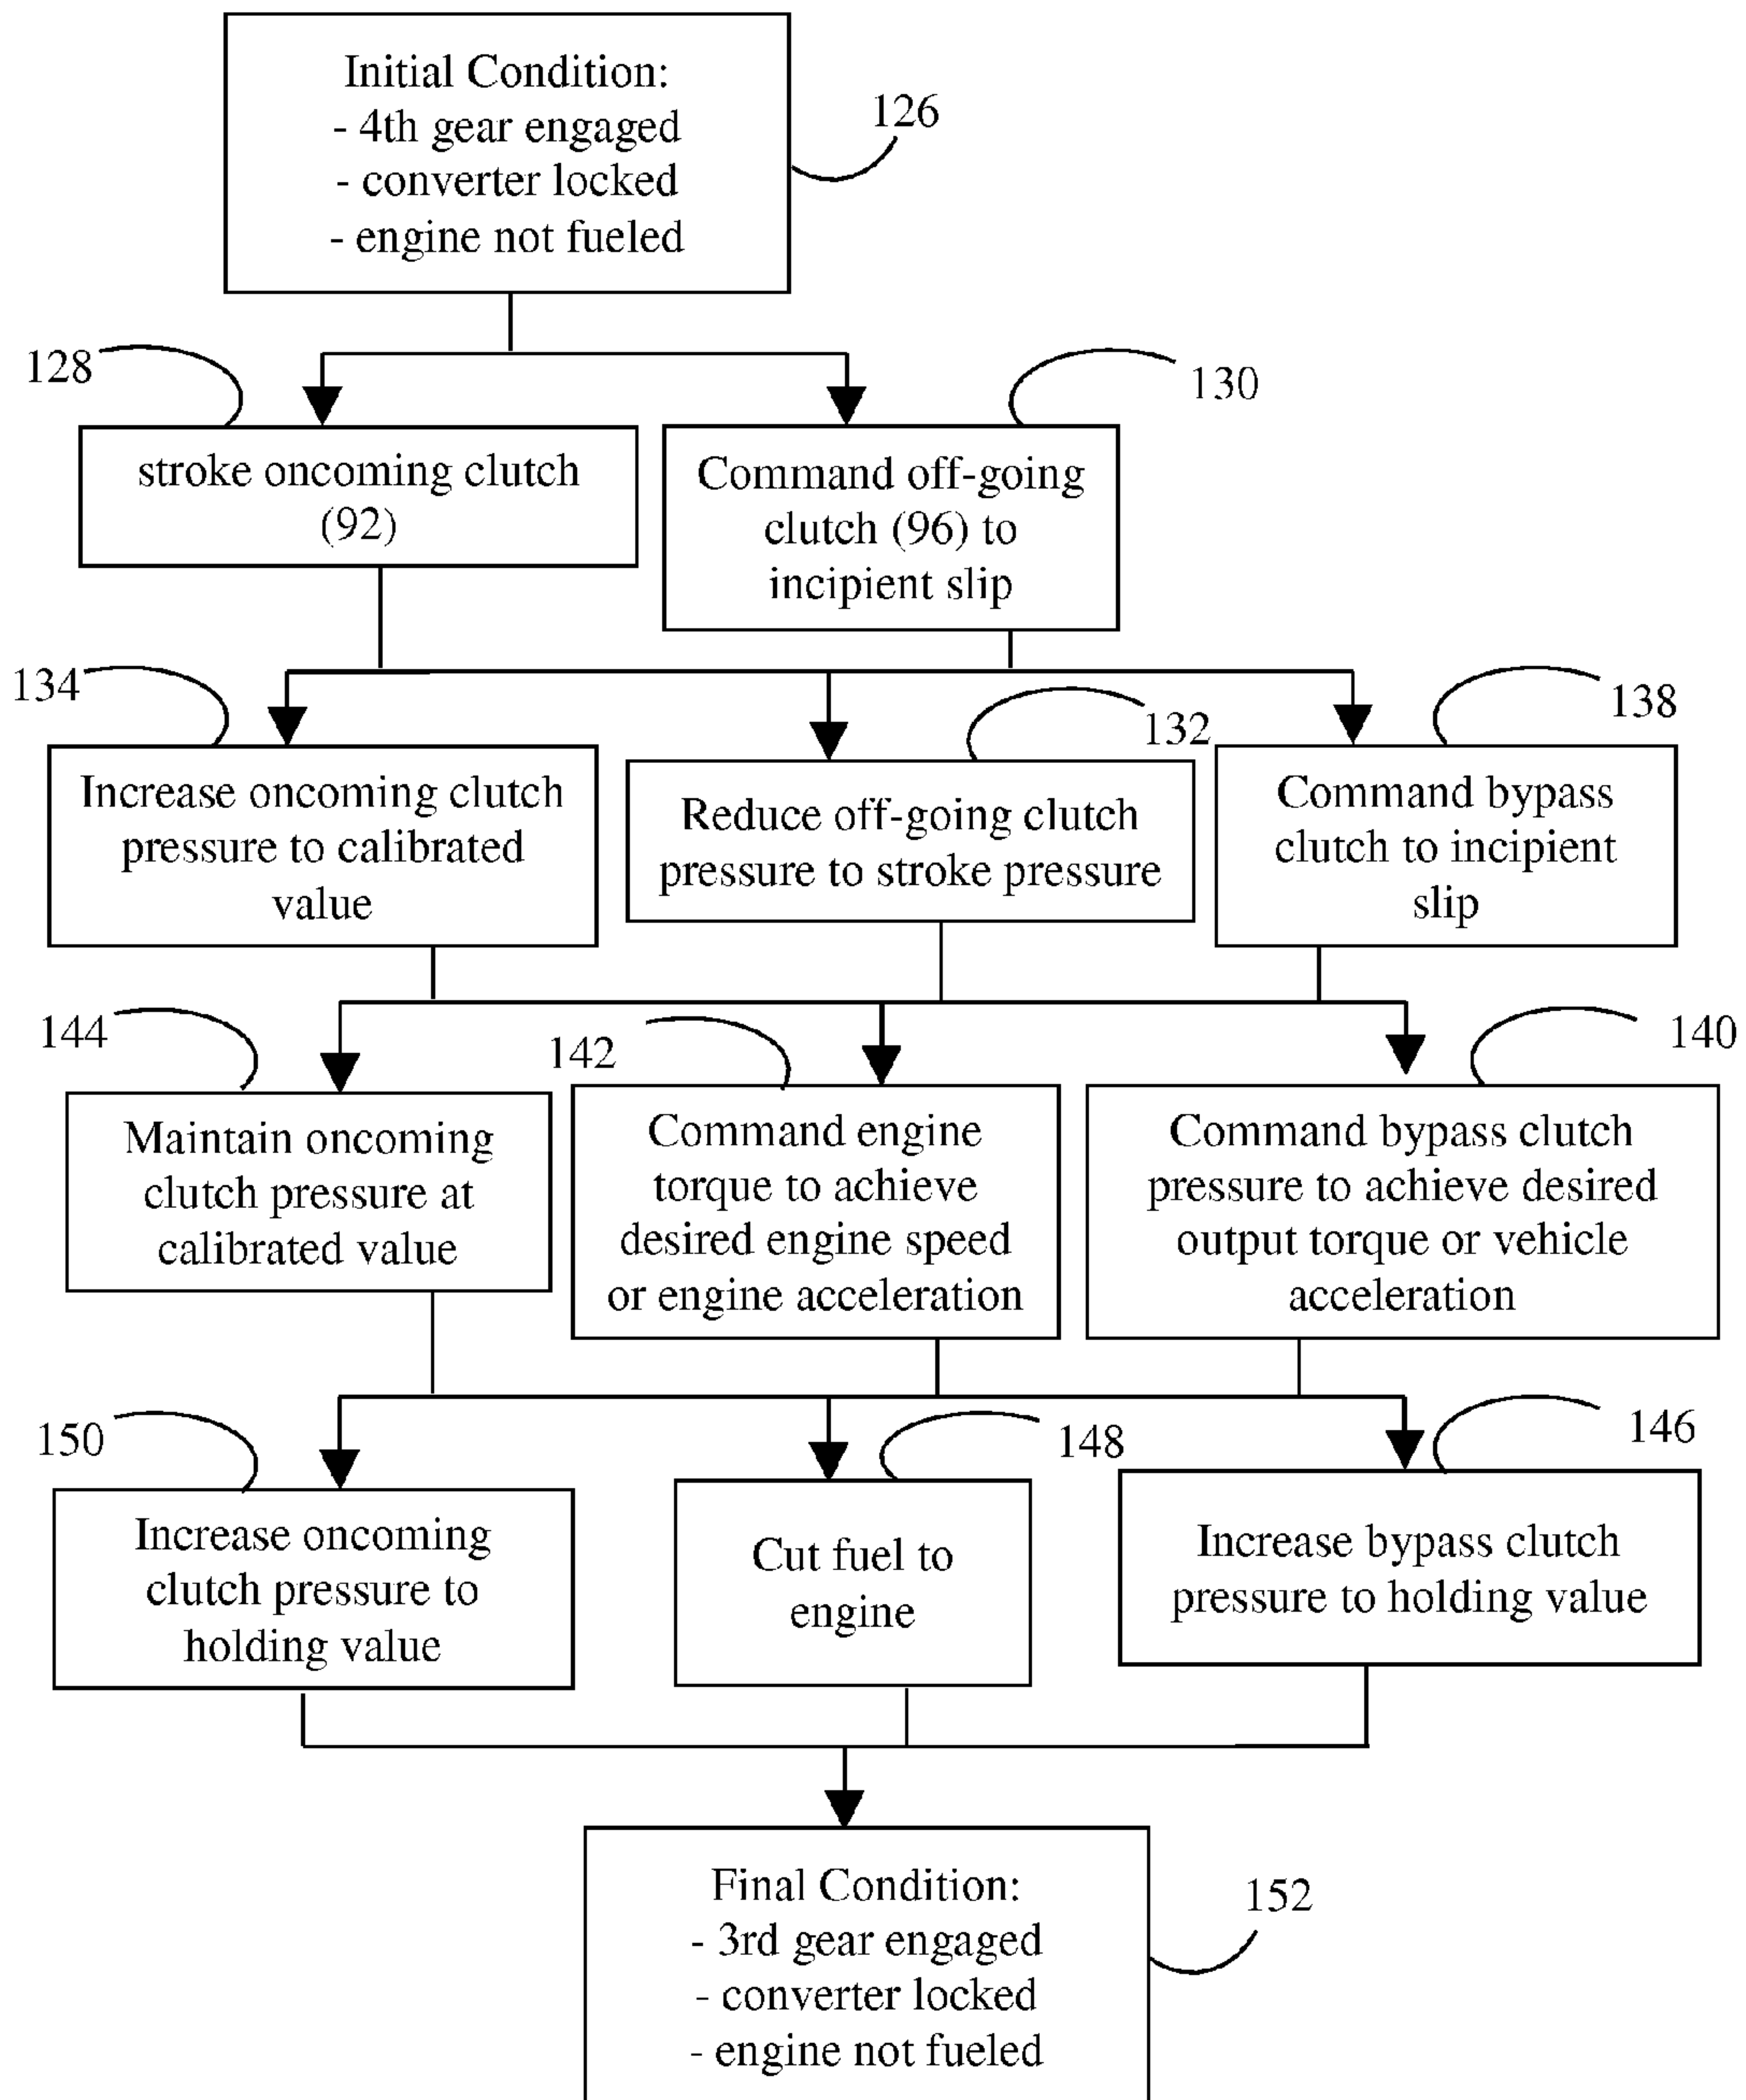 Initial Condition:
- 4th gear engaged
- converter locked
- engine not fueled
126
128
130
stroke oncoming clutch
(92)
Command off-going
clutch (96) to
incipient slip
134
132
138
Increase oncoming clutch
pressure to calibrated
value
Reduce off-going clutch
pressure to stroke pressure
Command bypass
clutch to incipient
slip
144
142
140
Maintain oncoming
clutch pressure at
calibrated value
Command engine
torque to achieve
desired engine speed
or engine acceleration
Command bypass clutch
pressure to achieve desired
output torque or vehicle
acceleration
150
148
146
Increase oncoming
clutch pressure to
holding value
Cut fuel to
engine
Increase bypass clutch
pressure to holding value
Final Condition:
- 3rd gear engaged
- converter locked
- engine not fueled
152